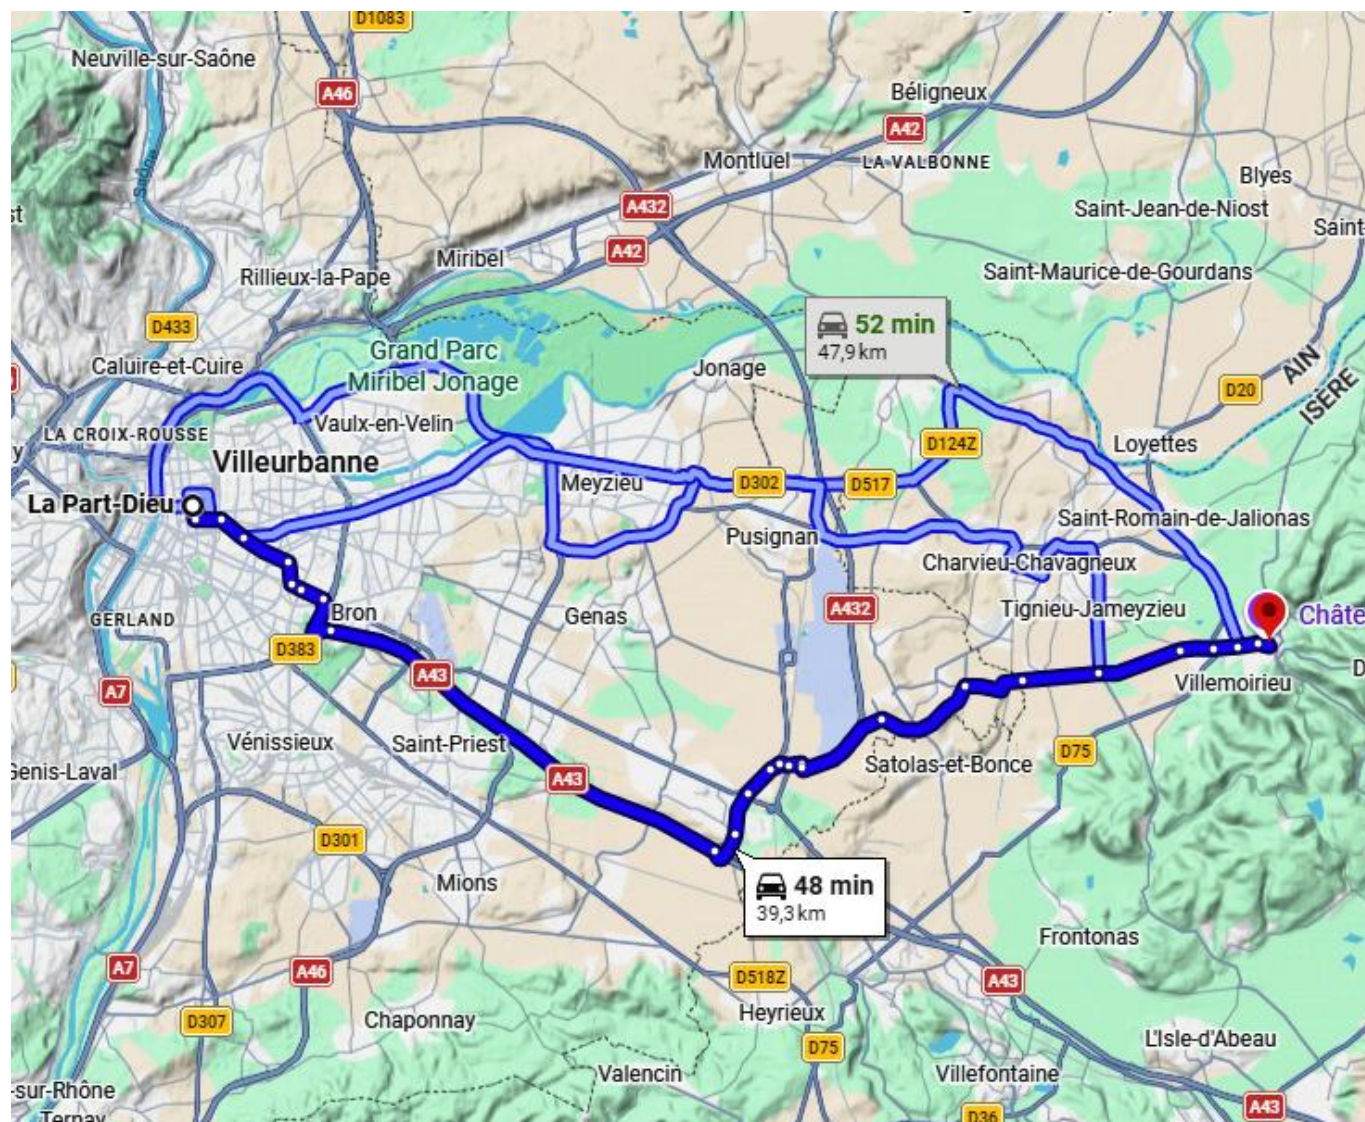 D1083
Neuville-sur-Saône
A46
Béligneux
A42
Montluel
LA VALBONNE
Blyes
Saône
A432
Saint-Jean-de-Niost
st
Saint-
A42
Miribel
Rillieux-la-Pape
Saint-Maurice-de-Gourdans
D433
52 min
47,9 km
Grand Parc
Miribel Jonage
Caluire-et-Cuire
Jonage
AIN
ISÈRE
D20
Vaulx-en-Velin
LA CROIX-ROUSSE
D124Z
Loyettes
y
Villeurbanne
Meyzieu
D302
D517
La Part-Dieu
Saint-Romain-de-Jalionas
Pusignan
Charvieu-Chavagneux
A432
Tignieu-Jameyzieu
Châte
Bron
Genas
GERLAND
D383
A43
A7
Villemoirieu
D
Vénissieux
Saint-Priest
D75
Satolas-et-Bonce
Genis-Laval
A43
D301
48 min
39,3 km
Mions
Frontonas
A7
A46
D518Z
A43
Heyrieux
D307
Chaponnay
D75
L'Isle-d'Abeau
Valencin
Villefontaine
-sur-Rhône
A43
Ternay
D36